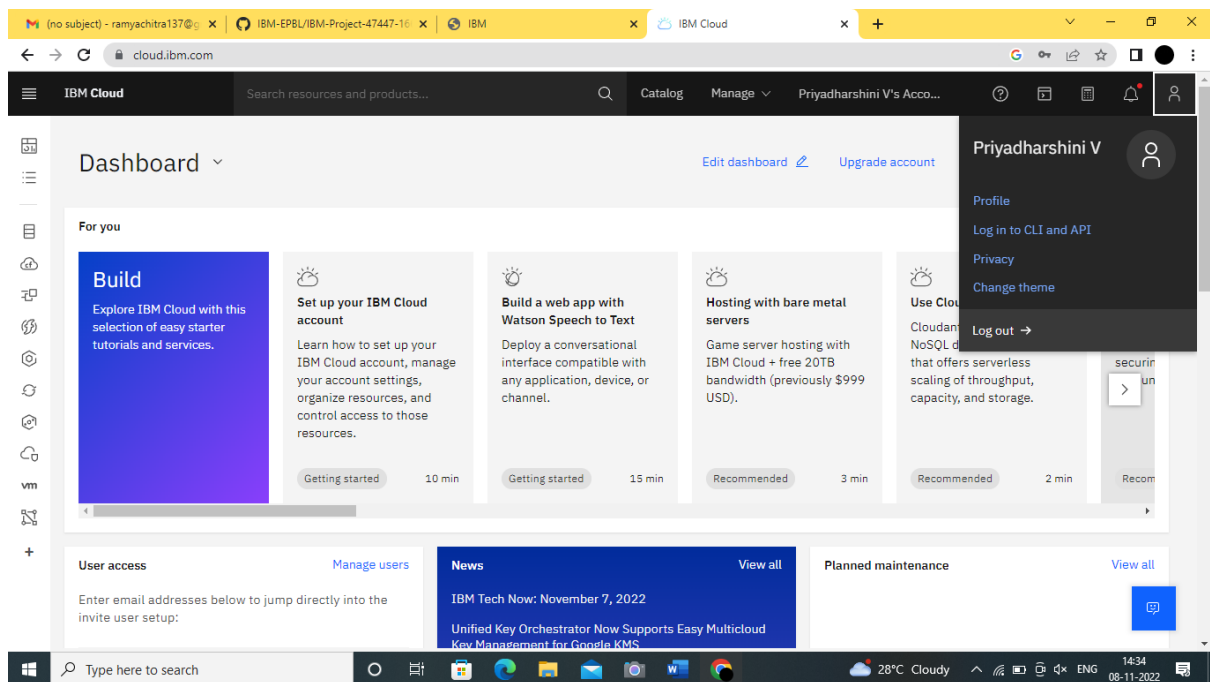 (no subject) - ramyachitra137@g
IBM-EPBL/IBM-Project-47447-16
IBM
IBM Cloud
cloud.ibm.com
IBM Cloud
Search resources and products...
Catalog
Manage
Priyadharshini V's Acco...
Priyadharshini V
Profile
Log in to CLI and API
Privacy
Change theme
Log out →
Dashboard
Edit dashboard
Upgrade account
For you
Build
Explore IBM Cloud with this
selection of easy starter
tutorials and services.
Set up your IBM Cloud
account
Learn how to set up your
IBM Cloud account, manage
your account settings,
organize resources, and
control access to those
resources.
Getting started
10 min
Build a web app with
Watson Speech to Text
Deploy a conversational
interface compatible with
any application, device, or
channel.
Getting started
15 min
Hosting with bare metal
servers
Game server hosting with
IBM Cloud + free 20TB
bandwidth (previously $999
USD).
Recommended
3 min
Use Clou
Cloudan
NoSQL d
that offers serverless
scaling of throughput,
capacity, and storage.
Recommended
2 min
securin
un
Recom
vm
User access
Manage users
Enter email addresses below to jump directly into the
invite user setup:
News
View all
IBM Tech Now: November 7, 2022
Unified Key Orchestrator Now Supports Easy Multicloud
Key Management for Google KMS
Planned maintenance
View all
Type here to search
28°C Cloudy
ENG
14:34
08-11-2022